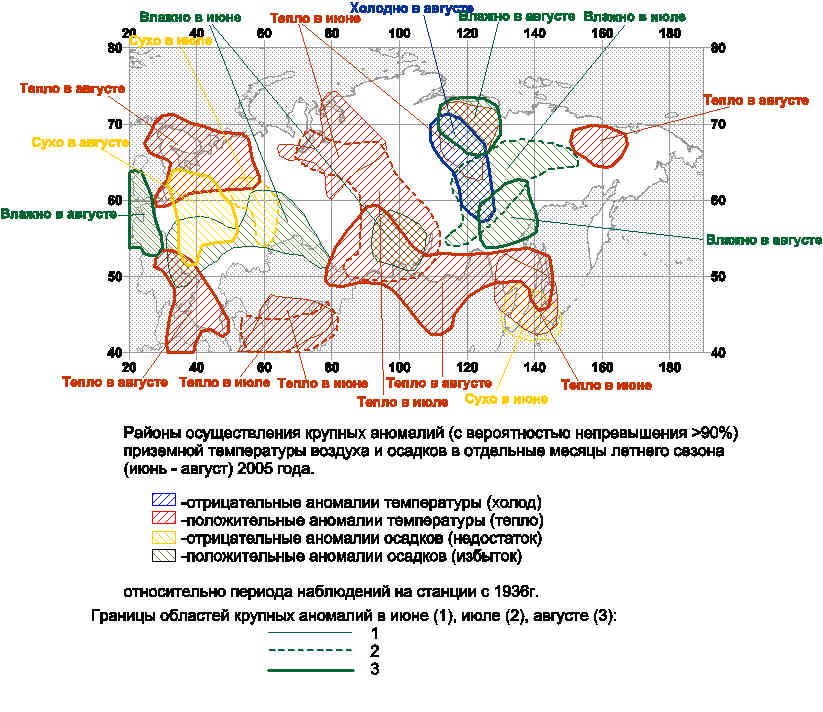 Холодно в августе
Влажно в июне
Тепло в июне
Влажно в августе
Влажно в июле
Сухо в июле
20 40 60 80 100 120 140 160 180
80 80
Тепло в августе
Тепло в августе
70 70
Сухо в августе
60 60
Влажно в августе
Влажно в августе
50 50
40 40
20 40 60 80 100 120 140 160 180
Тепло в августе
Тепло в июле
Тепло в июне
Тепло в августе
Тепло в июне
Тепло в июле
Сухо в июне
Районы осуществления крупных аномалий (с вероятностью непревышения >90%)
приземной температуры воздуха и осадков в отдельные месяцы летнего сезона
(июнь - август) 2005 года.
-отрицательные аномалии температуры (холод)
-положительные аномалии температуры (тепло)
-отрицательные аномалии осадков (недостаток)
-положительные аномалии осадков (избыток)
относительно периода наблюдений на станции с 1936г.
Границы областей крупных аномалий в июне (1), июле (2), августе (3):
1
2
3